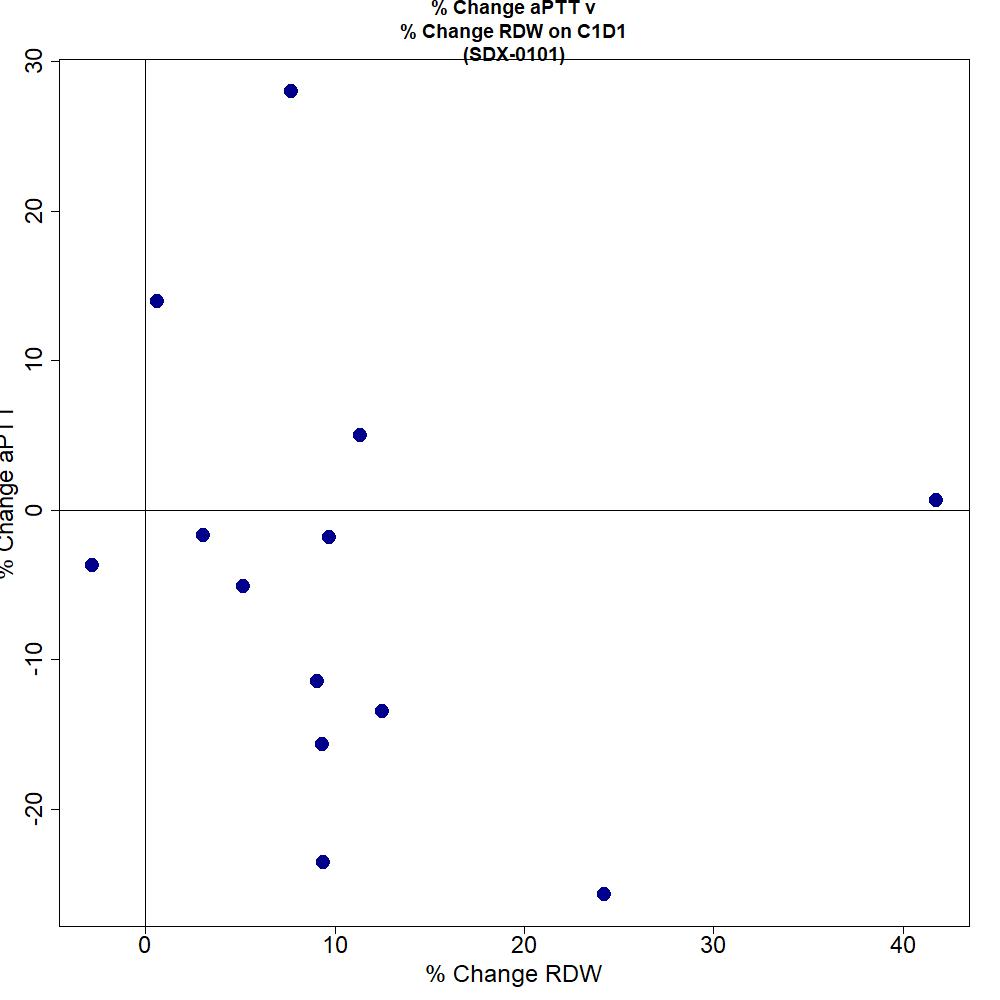 % Change aPTT v
% Change RDW on C1D1
(SDX-0101)
30
20
10
0
-10
-20
% Change aPTT
0
10
20
30
40
% Change RDW